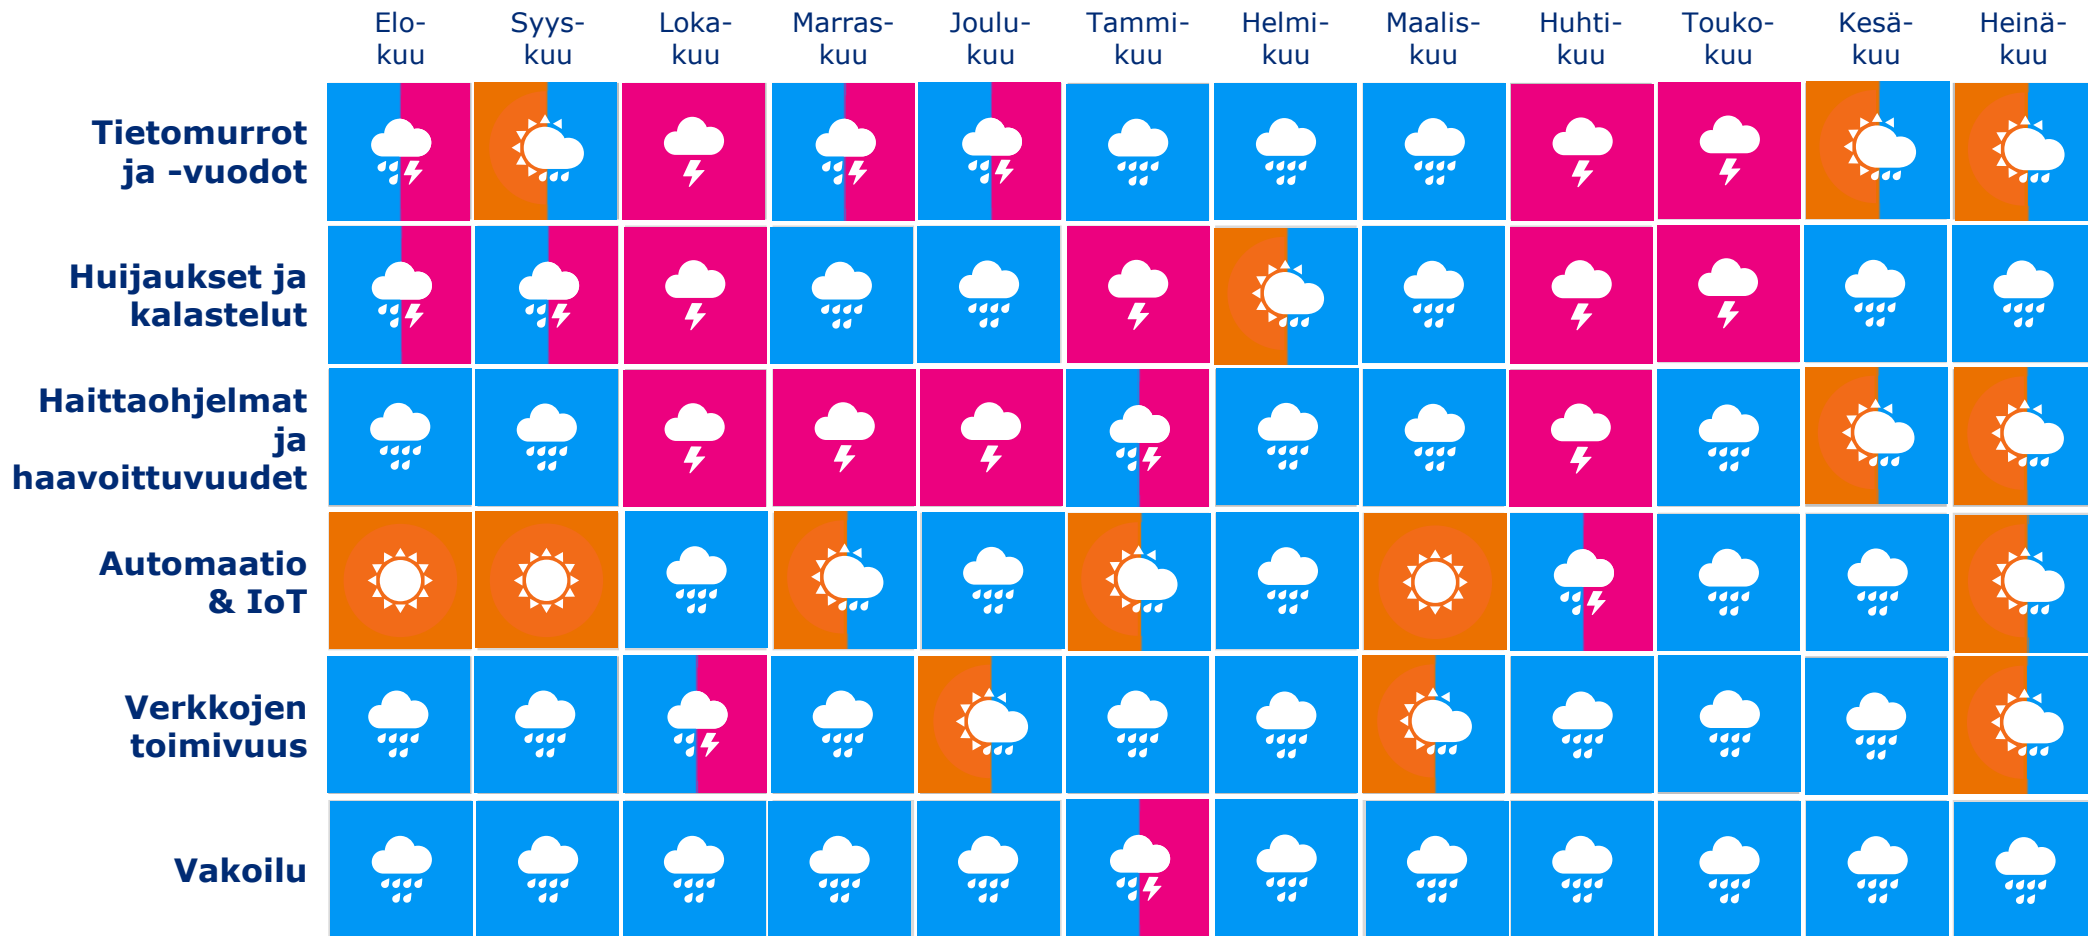 Elo-
kuu
Syys-
kuu
Loka-
kuu
Marras-
kuu
Joulu-
kuu
Tammi-
kuu
Helmi-
kuu
Maalis-
kuu
Huhti-
kuu
Touko-
kuu
Kesä-
kuu
Heinä-
kuu
Tietomurrot
ja -vuodot
Huijaukset ja
kalastelut
Haittaohjelmat
ja
haavoittuvuudet
Automaatio
& IoT
Verkkojen
toimivuus
Vakoilu